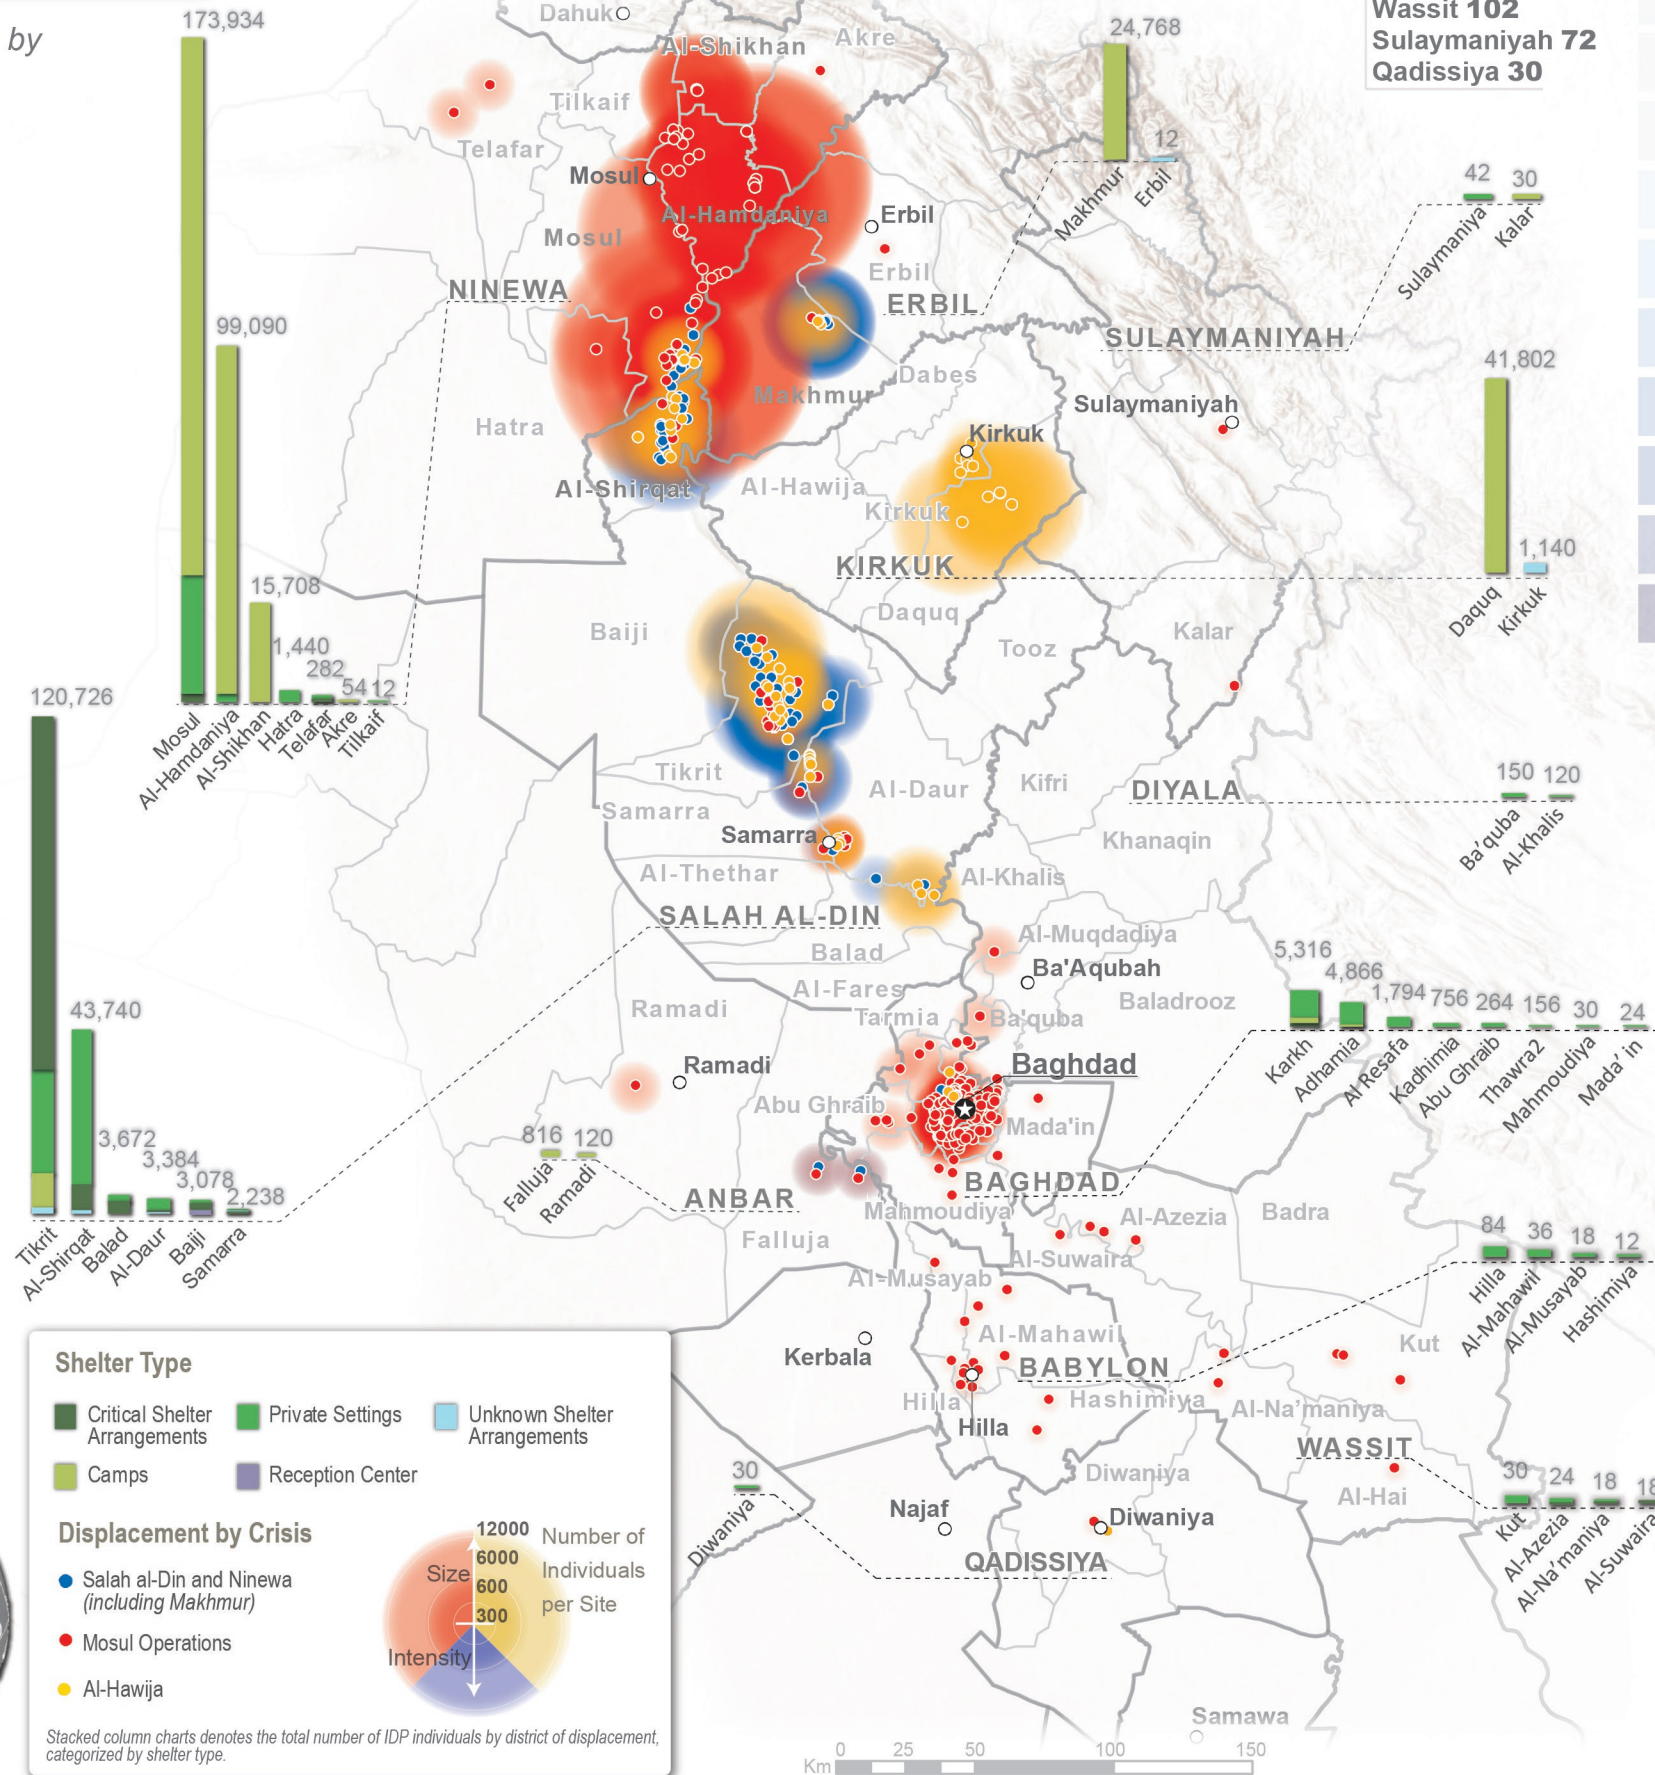 by
Wassit 102
Sulaymaniyah 72
Qadissiya 30
173,934
99,090
15,708
1,440
282
54
12
Mosul
Al-Hamdaniya
Al-Shikhan
Hatra
Telafar
Akre
Tilkaif
120,726
43,740
3,672
3,384
3,078
2,238
Tikrit
Al-Shirqat
Balad
Al-Daur
Baiji
Samarra
24,768
12
Makhmur
Erbil
42
30
Sulaymaniya
Kalar
41,802
1,140
Daquq
Kirkuk
150
120
Ba'quba
Al-Khalis
5,316
4,866
1,794
756
264
156
30
24
Karkh
Adhamia
Al Resafa
Kadhimia
Abu Ghraib
Thawra2
Mahmoudiya
Mada' in
816
120
Falluja
Ramadi
84
36
18
12
Hilla
Al-Mahawil
Al-Musayab
Hashimiya
30
24
18
18
Kut
Al-Azezia
Al-Na'maniya
Al-Suwaira
30
Diwaniya
Dahuk
Al-Shikhan
Akre
Tilkaif
Telafar
Mosul
Al-Hamdaniya
Erbil
Mosul
Erbil
NINEWA
ERBIL
SULAYMANIYAH
Dabes
Makhmur
Sulaymaniyah
Hatra
Kirkuk
Al-Shirqat
Al-Hawija
Kirkuk
KIRKUK
Daquq
Baiji
Tooz
Kalar
Tikrit
Al-Daur
Kifri
DIYALA
Samarra
Samarra
Khanaqin
Al-Thethar
Al-Khalis
SALAH AL-DIN
Al-Muqdadiya
Balad
Ba'Aqubah
Al-Fares
Baladrooz
Ramadi
Tarmia
Ba'quba
Ramadi
Baghdad
Abu Ghraib
Mada'in
ANBAR
BAGHDAD
Mahmoudiya
Al-Azezia
Badra
Falluja
Al-Suwaira
Al-Musayab
Al-Mahawil
Kut
Kerbala
BABYLON
Hilla
Hashimiya
Al-Na'maniya
Hilla
WASSIT
Diwaniya
Al-Hai
Najaf
Diwaniya
QADISSIYA
Samawa
Shelter Type
Critical Shelter
Arrangements
Private Settings
Unknown Shelter
Arrangements
Camps
Reception Center
Displacement by Crisis
Salah al-Din and Ninewa
(including Makhmur)
Mosul Operations
Al-Hawija
12000
6000
600
300
Size
Intensity
Number of
Individuals
per Site
Stacked column charts denotes the total number of IDP individuals by district of displacement,
categorized by shelter type.
0 25 50 100 150
Km